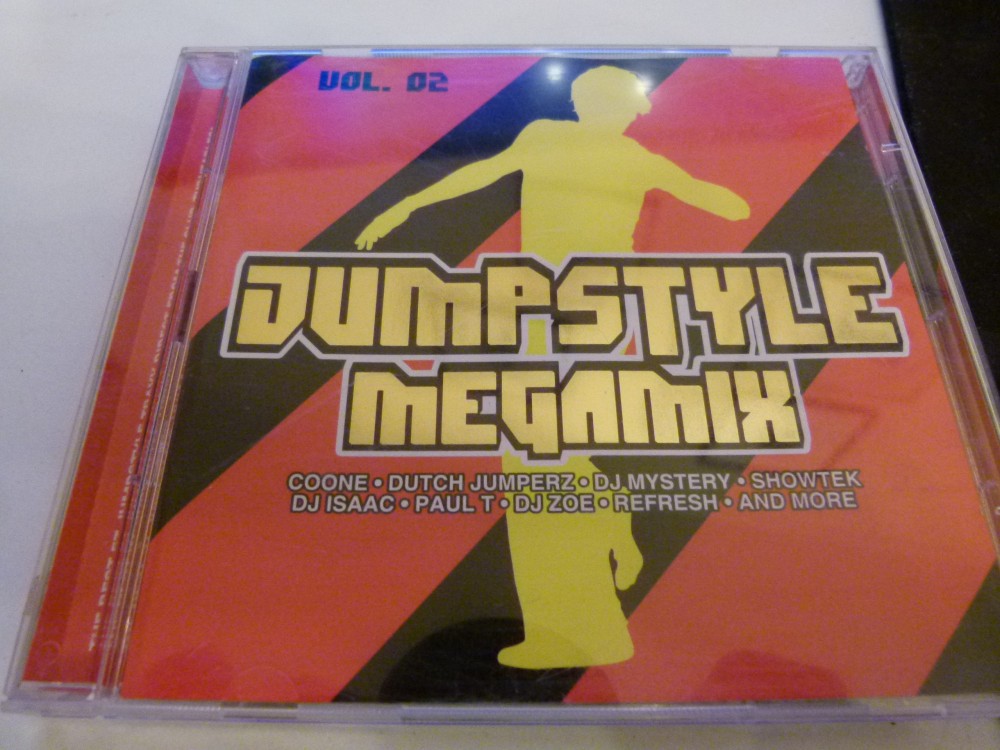 VOL. 02
JUMPSTYLE
MEGAMIX
COONE • DUTCH JUMPERZ • DJ MYSTERY • SHOWTEK
DJ ISAAC • PAUL T • DJ ZOE • REFRESH • AND MORE